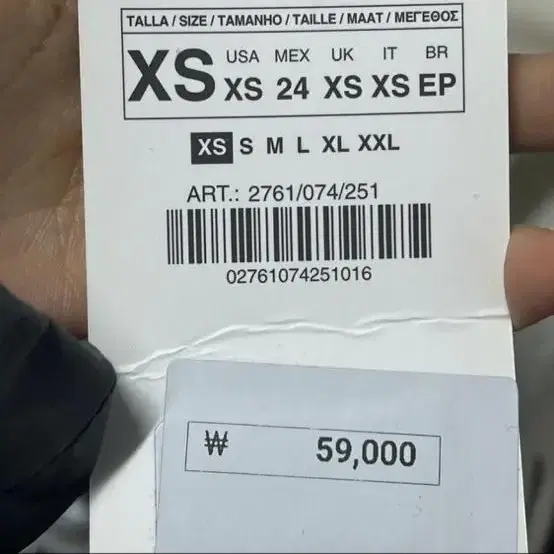 TALLA / SIZE / TAMANHO / TAILLE / MAAT / ΜΕΓΕΘΟΣ
XS USA MEX UK IT BR
XS 24 XS XS EP
XS S M L XL XXL
ART.: 2761/074/251
02761074251016
₩ 59,000